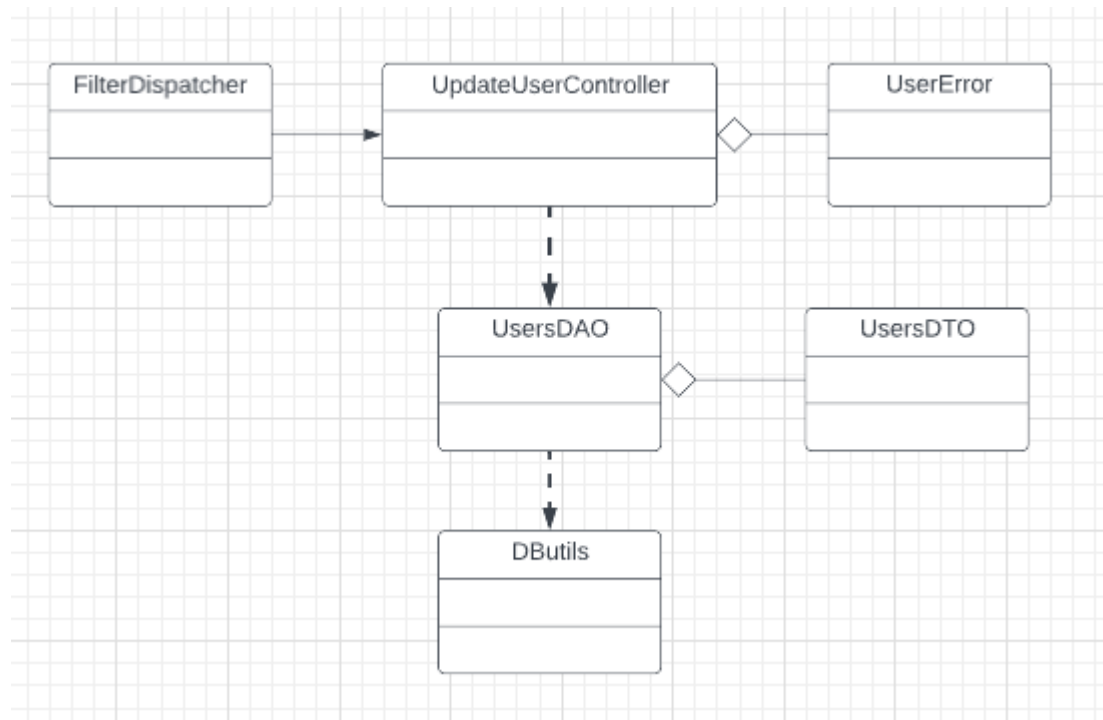 FilterDispatcher
UpdateUserController
UserError
UsersDAO
UsersDTO
DButils